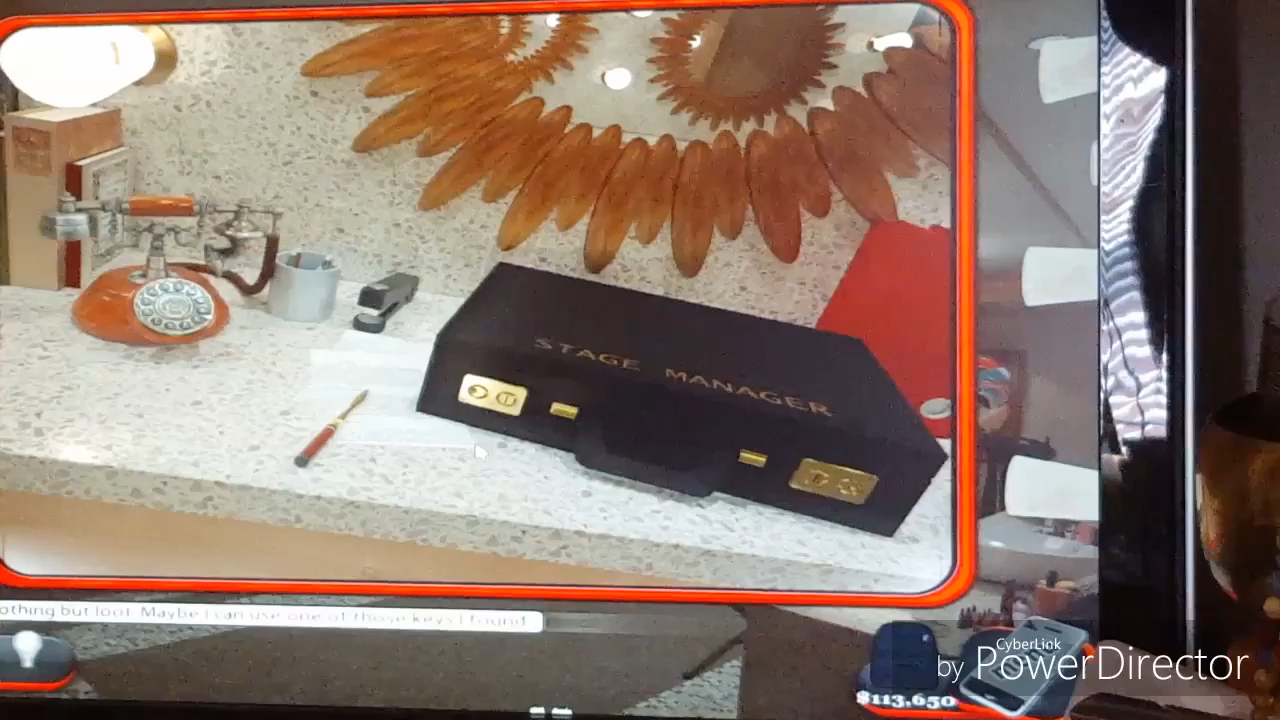 STAGE MANAGER
othing but loot. Maybe I can use one of those keys I found.
$113,650
CyberLink
by PowerDirector